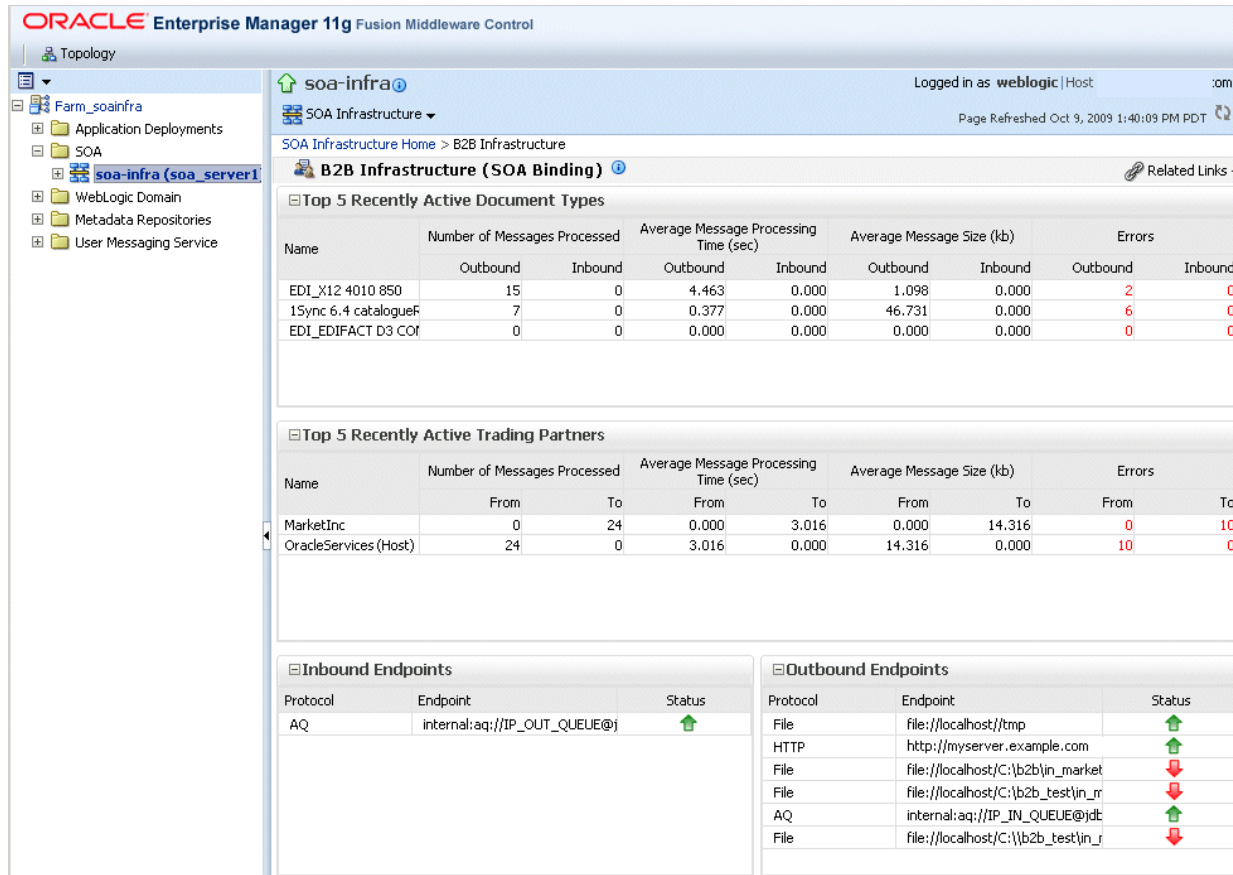 ORACLE Enterprise Manager 11g Fusion Middleware Control
Topology
Farm_soainfra
Application Deployments
SOA
soa-infra (soa_server1)
WebLogic Domain
Metadata Repositories
User Messaging Service
soa-infra
Logged in as weblogic|Host :om
SOA Infrastructure
Page Refreshed Oct 9, 2009 1:40:09 PM PDT
SOA Infrastructure Home > B2B Infrastructure
B2B Infrastructure (SOA Binding)
Related Links
Top 5 Recently Active Document Types
Name Number of Messages Processed Average Message Processing Time (sec) Average Message Size (kb) Errors
Outbound Inbound Outbound Inbound Outbound Inbound Outbound Inbound
EDI_X12 4010 850 15 0 4.463 0.000 1.098 0.000 2 0
1Sync 6.4 catalogueR 7 0 0.377 0.000 46.731 0.000 6 0
EDI_EDIFACT D3 CO 0 0 0.000 0.000 0.000 0.000 0 0
Top 5 Recently Active Trading Partners
Name Number of Messages Processed Average Message Processing Time (sec) Average Message Size (kb) Errors
From To From To From To From To
MarketInc 0 24 0.000 3.016 0.000 14.316 0 10
OracleServices (Host) 24 0 3.016 0.000 14.316 0.000 10 0
Inbound Endpoints
Protocol Endpoint Status
AQ internal:aq://IP_OUT_QUEUE@j
Outbound Endpoints
Protocol Endpoint Status
File file://localhost//tmp
HTTP http://myserver.example.com
File file://localhost/C:\b2b\in_market
File file://localhost/C:\b2b_test\in_m
AQ internal:aq://IP_IN_QUEUE@jdb
File file://localhost/C:\\b2b_test\in_